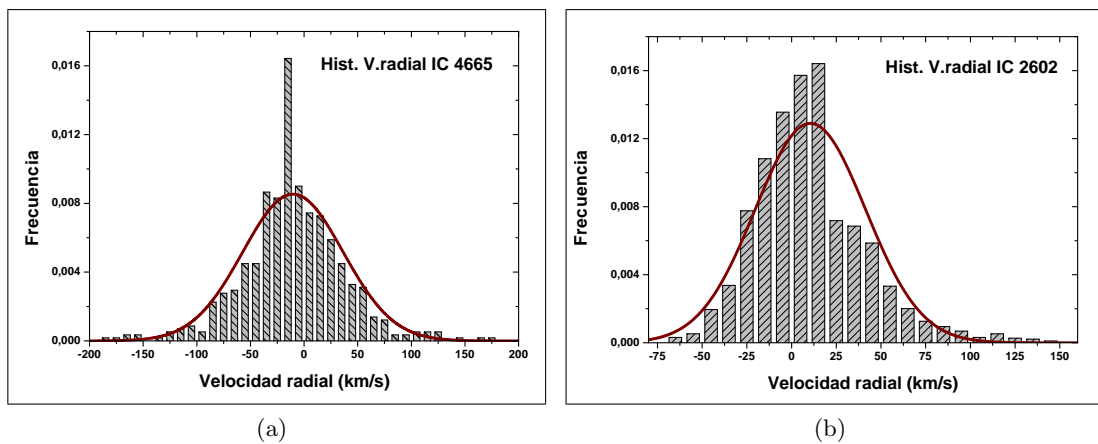 Hist. V.radial IC 4665
Frecuencia
0,016
0,012
0,008
0,004
0,000
-200 -150 -100 -50 0 50 100 150 200
Velocidad radial (km/s)
(a)
Hist. V.radial IC 2602
Frecuencia
0,016
0,012
0,008
0,004
0,000
-75 -50 -25 0 25 50 75 100 125 150
Velocidad radial (km/s)
(b)